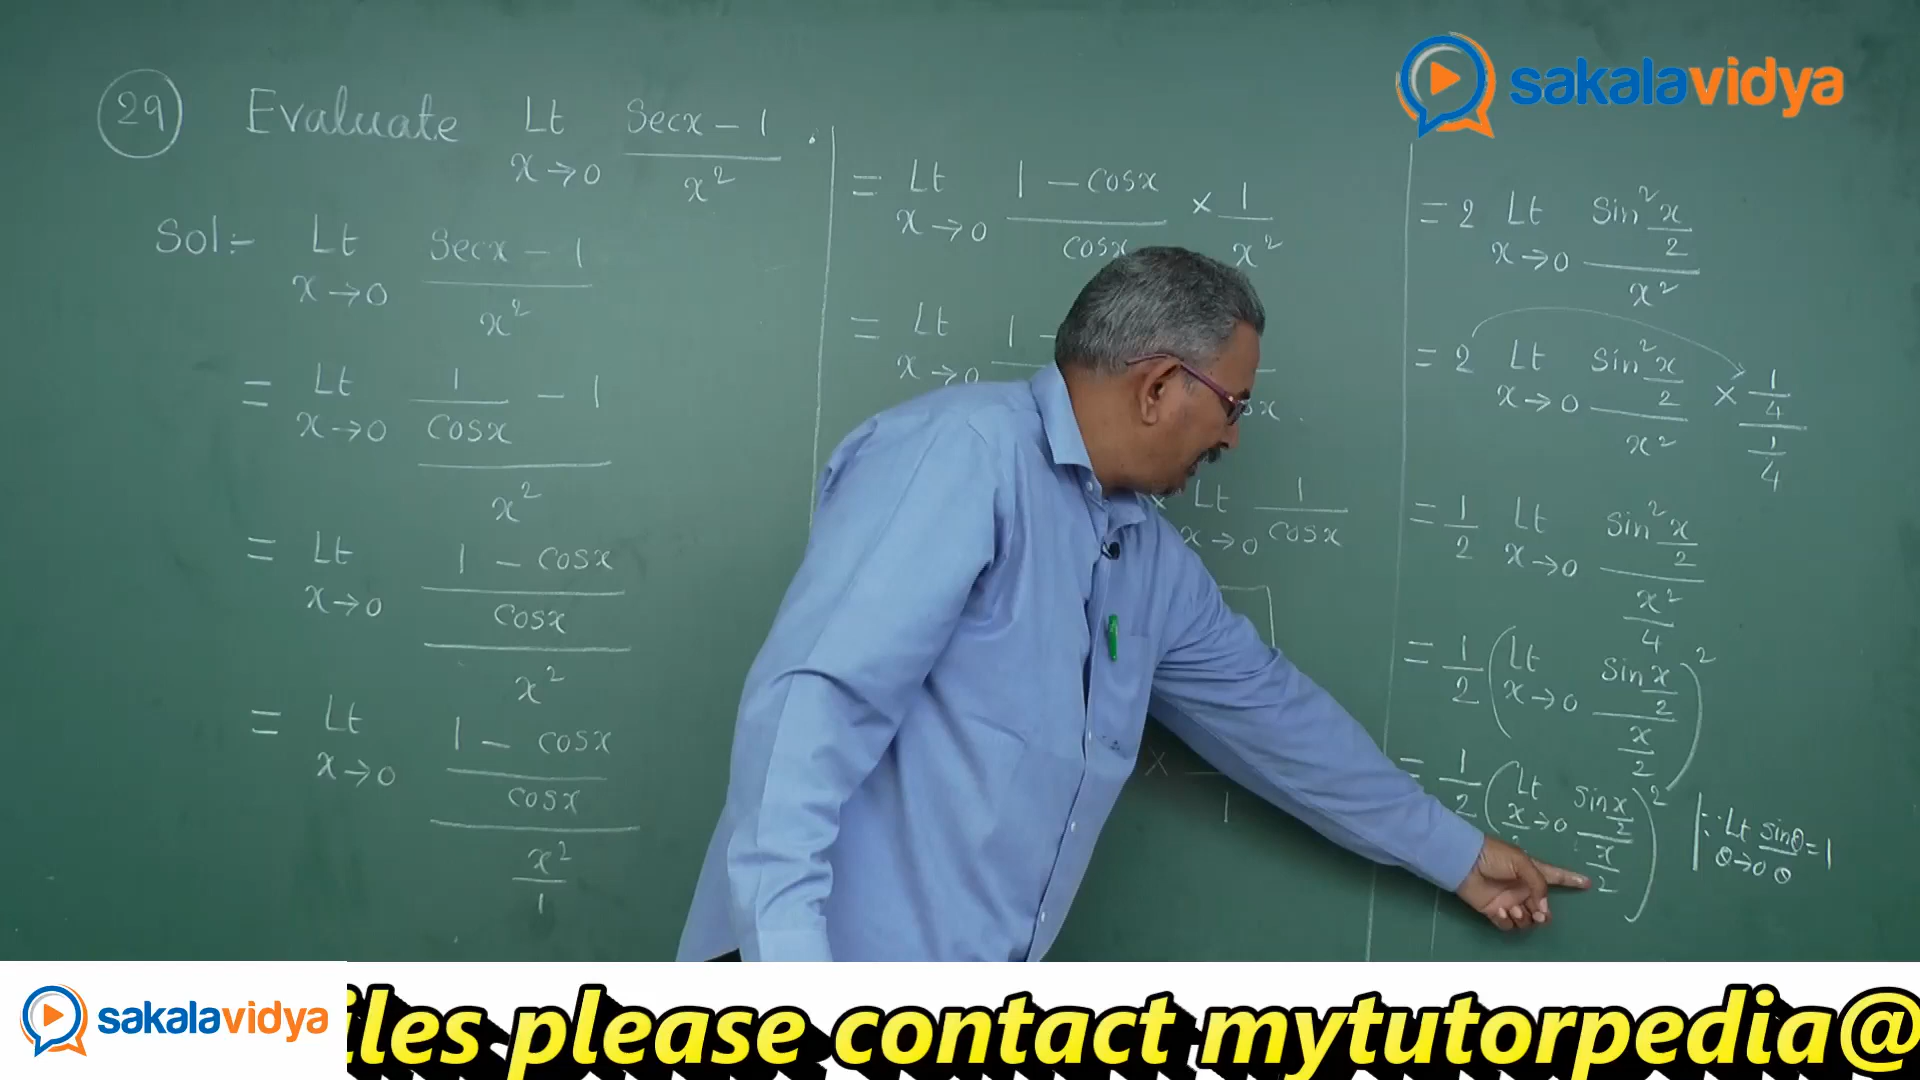 sakalavidya
29 Evaluate Lt x→0 (Secx - 1)/x² .
Sol:- Lt x→0 (Secx - 1)/x²
= Lt x→0 (1/cosx - 1)/x²
= Lt x→0 ((1 - cosx)/cosx)/x²
= Lt x→0 ((1 - cosx)/cosx)/(x²/1)
= Lt x→0 (1 - cosx)/cosx × 1/x²
= Lt x→0 1 -
x .
× Lt x→0 1/cosx
×
1
= 2 Lt x→0 (Sin² x/2)/x²
= 2 Lt x→0 (Sin² x/2)/x² × (1/4)/(1/4)
= 1/2 Lt x→0 (sin² x/2)/(x²/4)
= 1/2 (Lt x→0 (sin x/2)/(x/2))²
= 1/2 (Lt x/2→0 (sin x/2)/(x/2))² | ∵ Lt θ→0 sinθ/θ = 1
sakalavidya
iles please contact mytutorpedia@